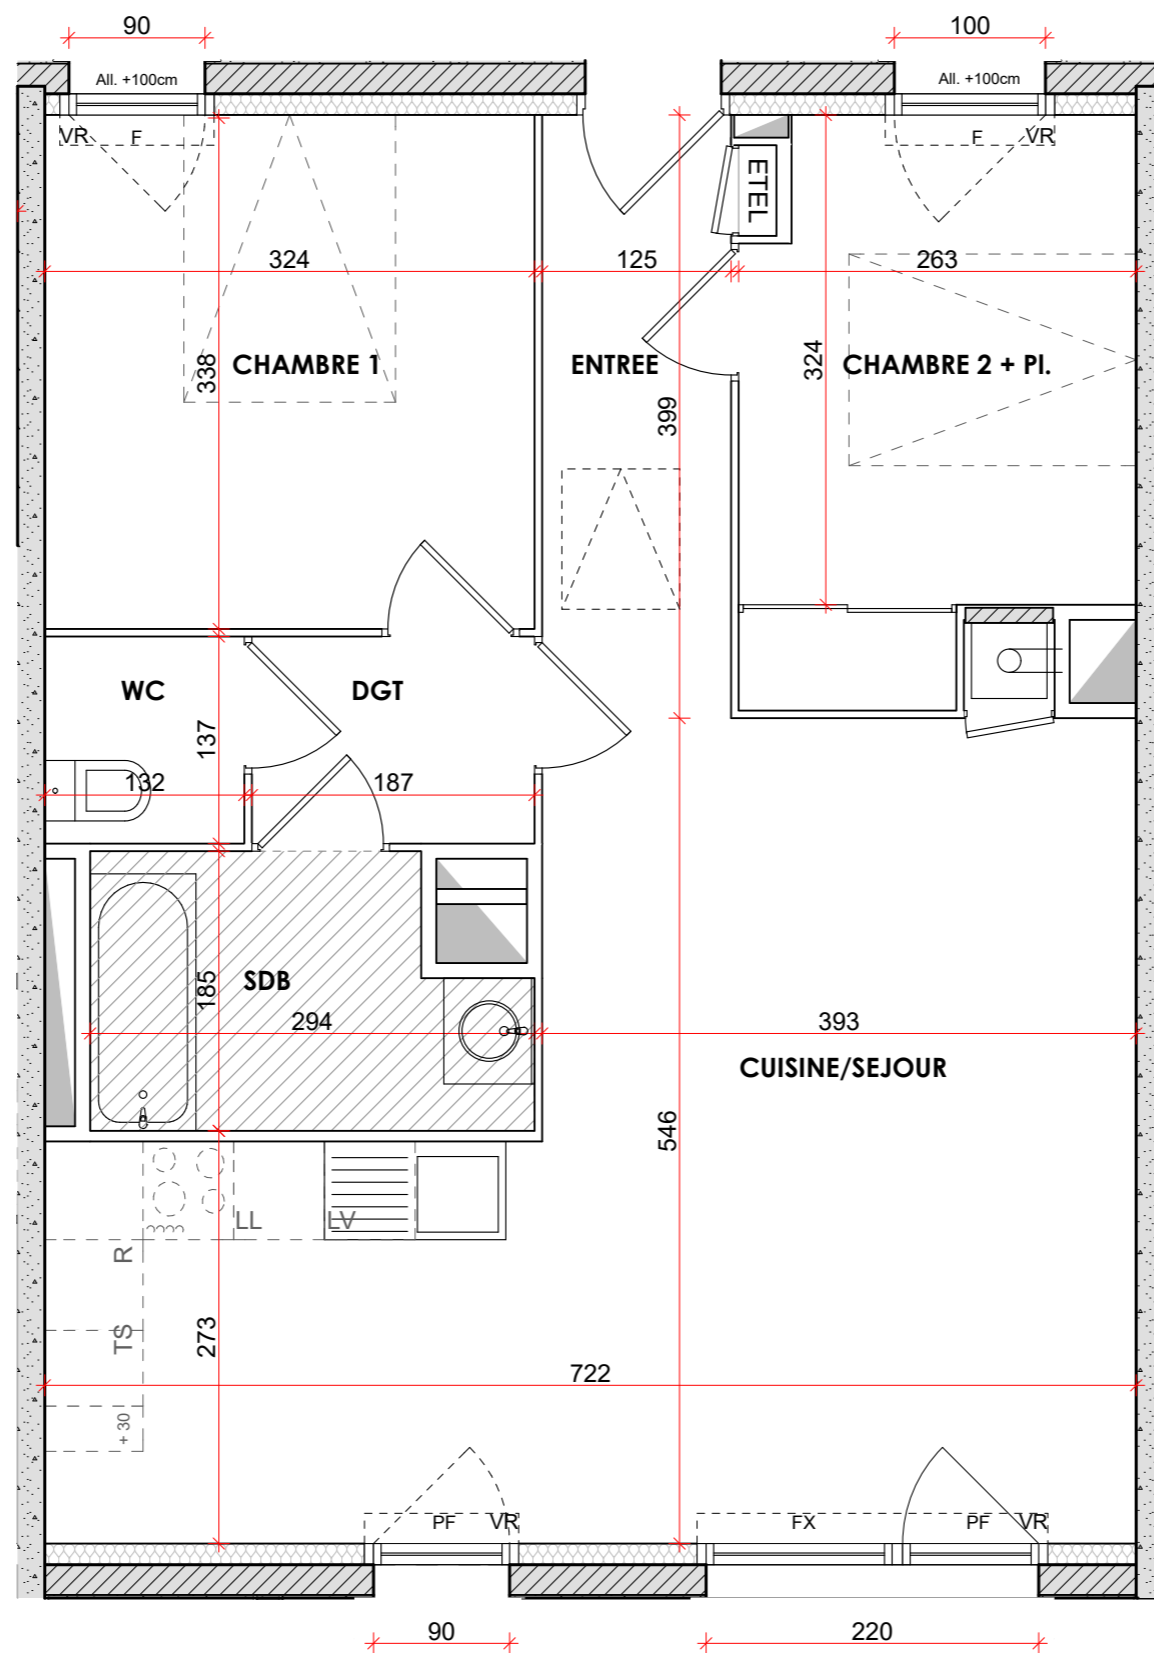 90
100
All. +100cm
All. +100cm
VR
F
F
VR
ETEL
324
125
263
338
CHAMBRE 1
ENTREE
324
CHAMBRE 2 + Pl.
399
WC
DGT
137
132
187
185
SDB
294
393
CUISINE/SEJOUR
546
LL
LV
R
TS
273
722
+30
PF
VR
FX
PF
VR
90
220